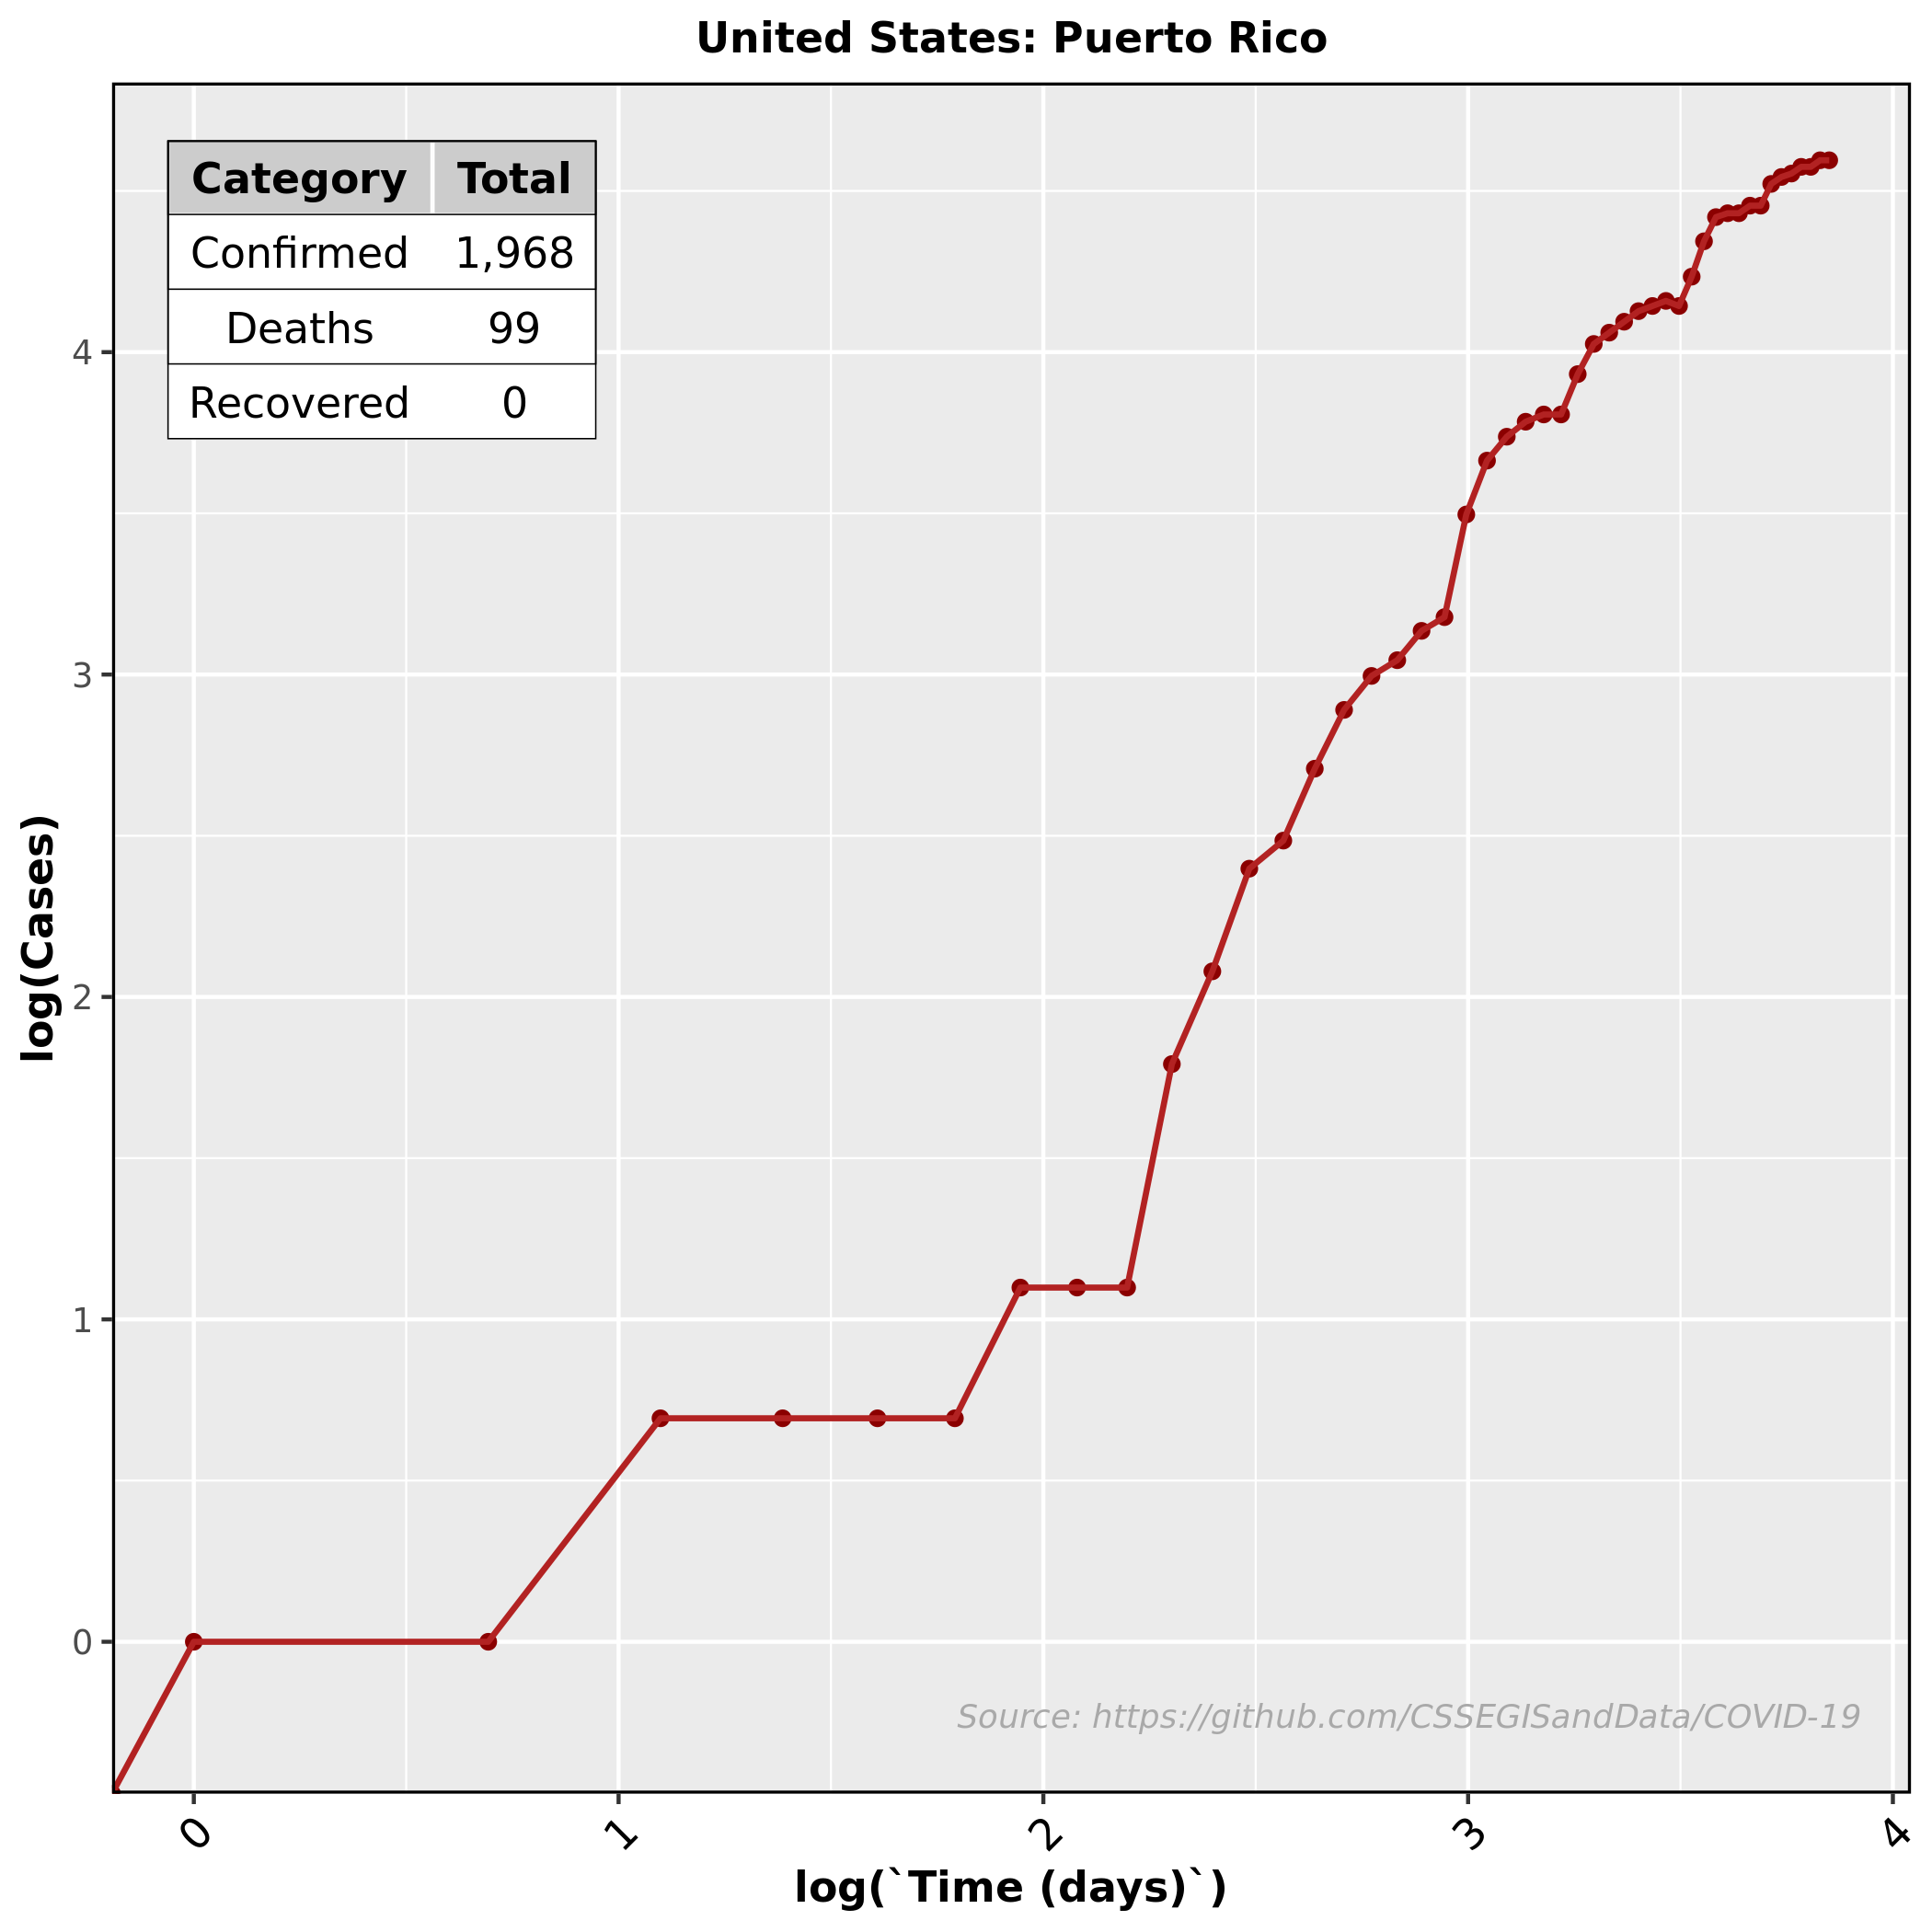 United States: Puerto Rico
Category Total
Confirmed 1,968
Deaths 99
Recovered 0
4
3
2
1
0
log(Cases)
Source: https://github.com/CSSEGISandData/COVID-19
0 1 2 3 4
log(`Time (days)`)